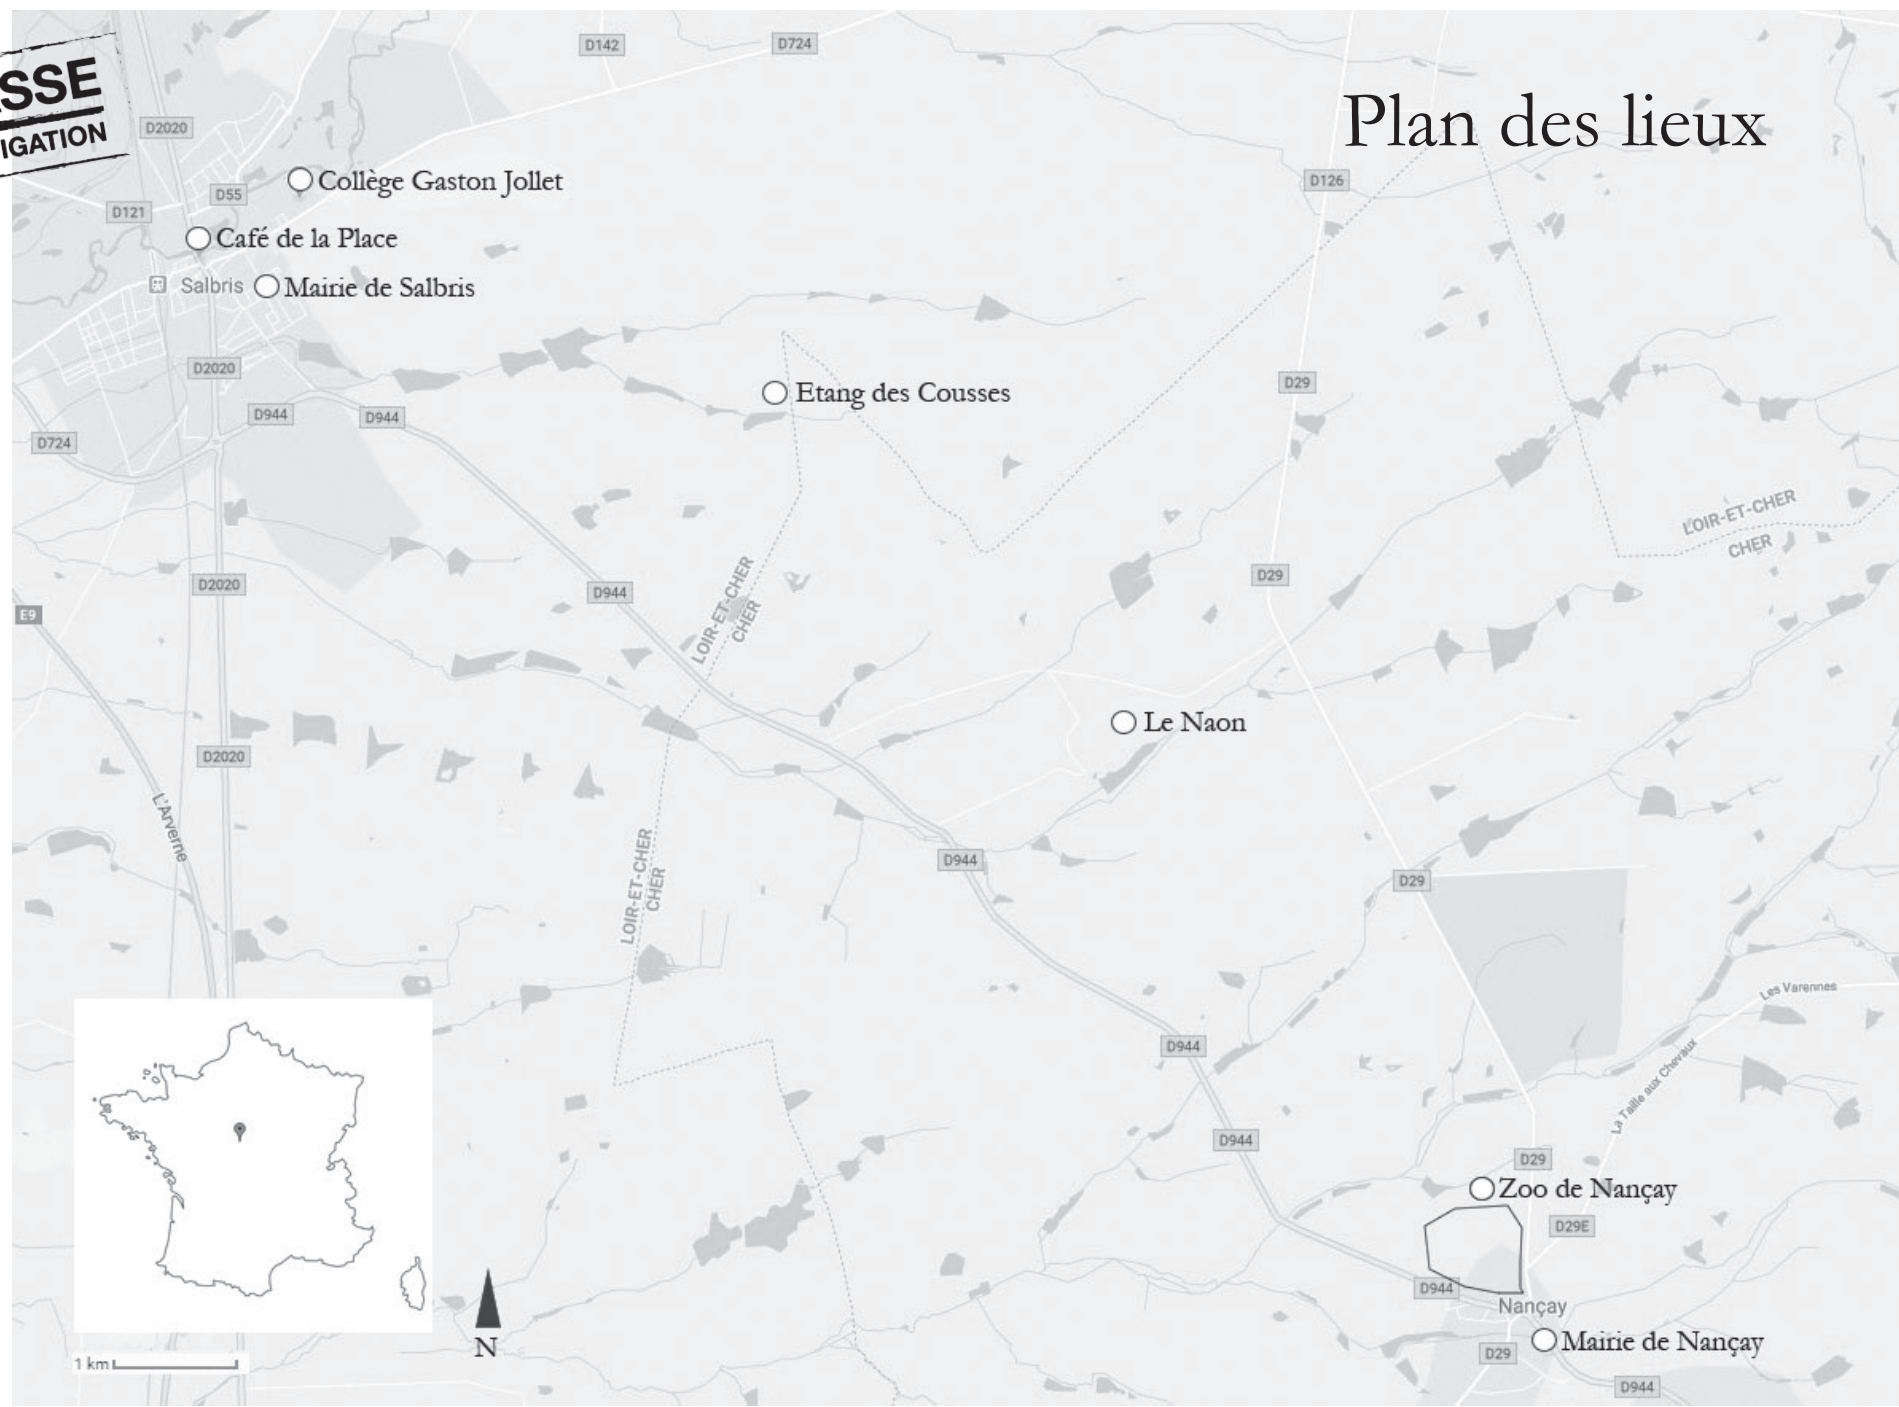 SSE
IGATION
Plan des lieux
D142
D724
D2020
D126
Collège Gaston Jollet
D55
D121
Café de la Place
Salbris
Mairie de Salbris
D2020
D29
Etang des Cousses
D944
D944
D724
LOIR-ET-CHER
CHER
D2020
D944
D29
LOIR-ET-CHER
CHER
E9
Le Naon
D2020
L'Arverne
LOIR-ET-CHER
CHER
D944
D29
Les Varennes
La Taille aux Chevaux
D944
D944
D29
Zoo de Nançay
D29E
D944
Nançay
Mairie de Nançay
D29
D944
N
1 km